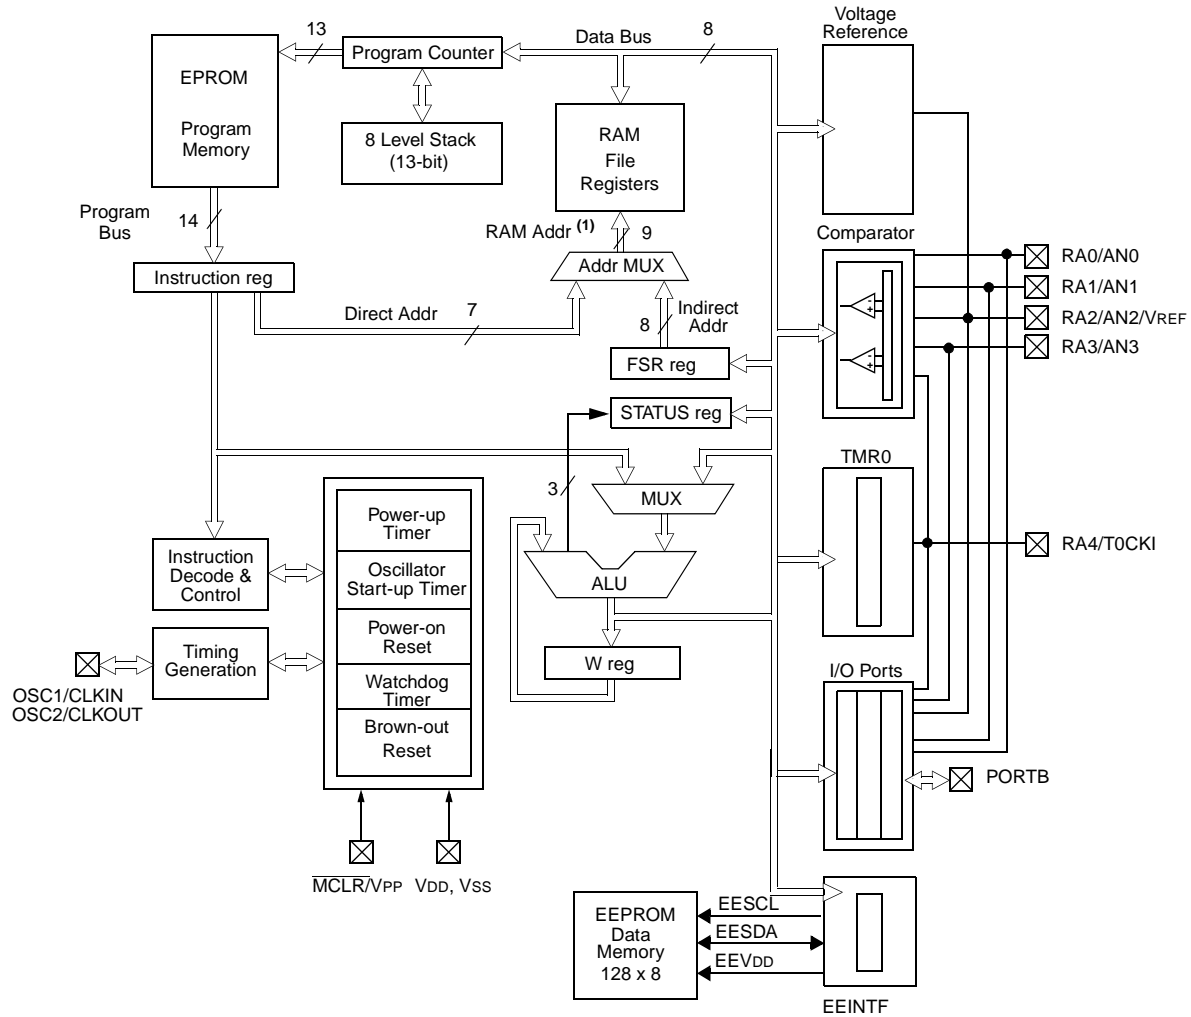 Voltage
Reference
13
Data Bus
8
Program Counter
EPROM
Program
Memory
8 Level Stack
(13-bit)
RAM
File
Registers
Program
Bus
14
RAM Addr (1)
9
Comparator
Instruction reg
Addr MUX
RA0/AN0
RA1/AN1
RA2/AN2/VREF
RA3/AN3
Direct Addr
7
8
Indirect
Addr
-
+
-
+
FSR reg
STATUS reg
TMR0
3
MUX
Power-up
Timer
Instruction
Decode &
Control
Oscillator
Start-up Timer
ALU
RA4/T0CKI
Power-on
Reset
Timing
Generation
W reg
I/O Ports
Watchdog
Timer
OSC1/CLKIN
OSC2/CLKOUT
Brown-out
Reset
PORTB
MCLR/VPP
VDD, VSS
EEPROM
Data
Memory
128 x 8
EESCL
EESDA
EEVDD
EEINTF